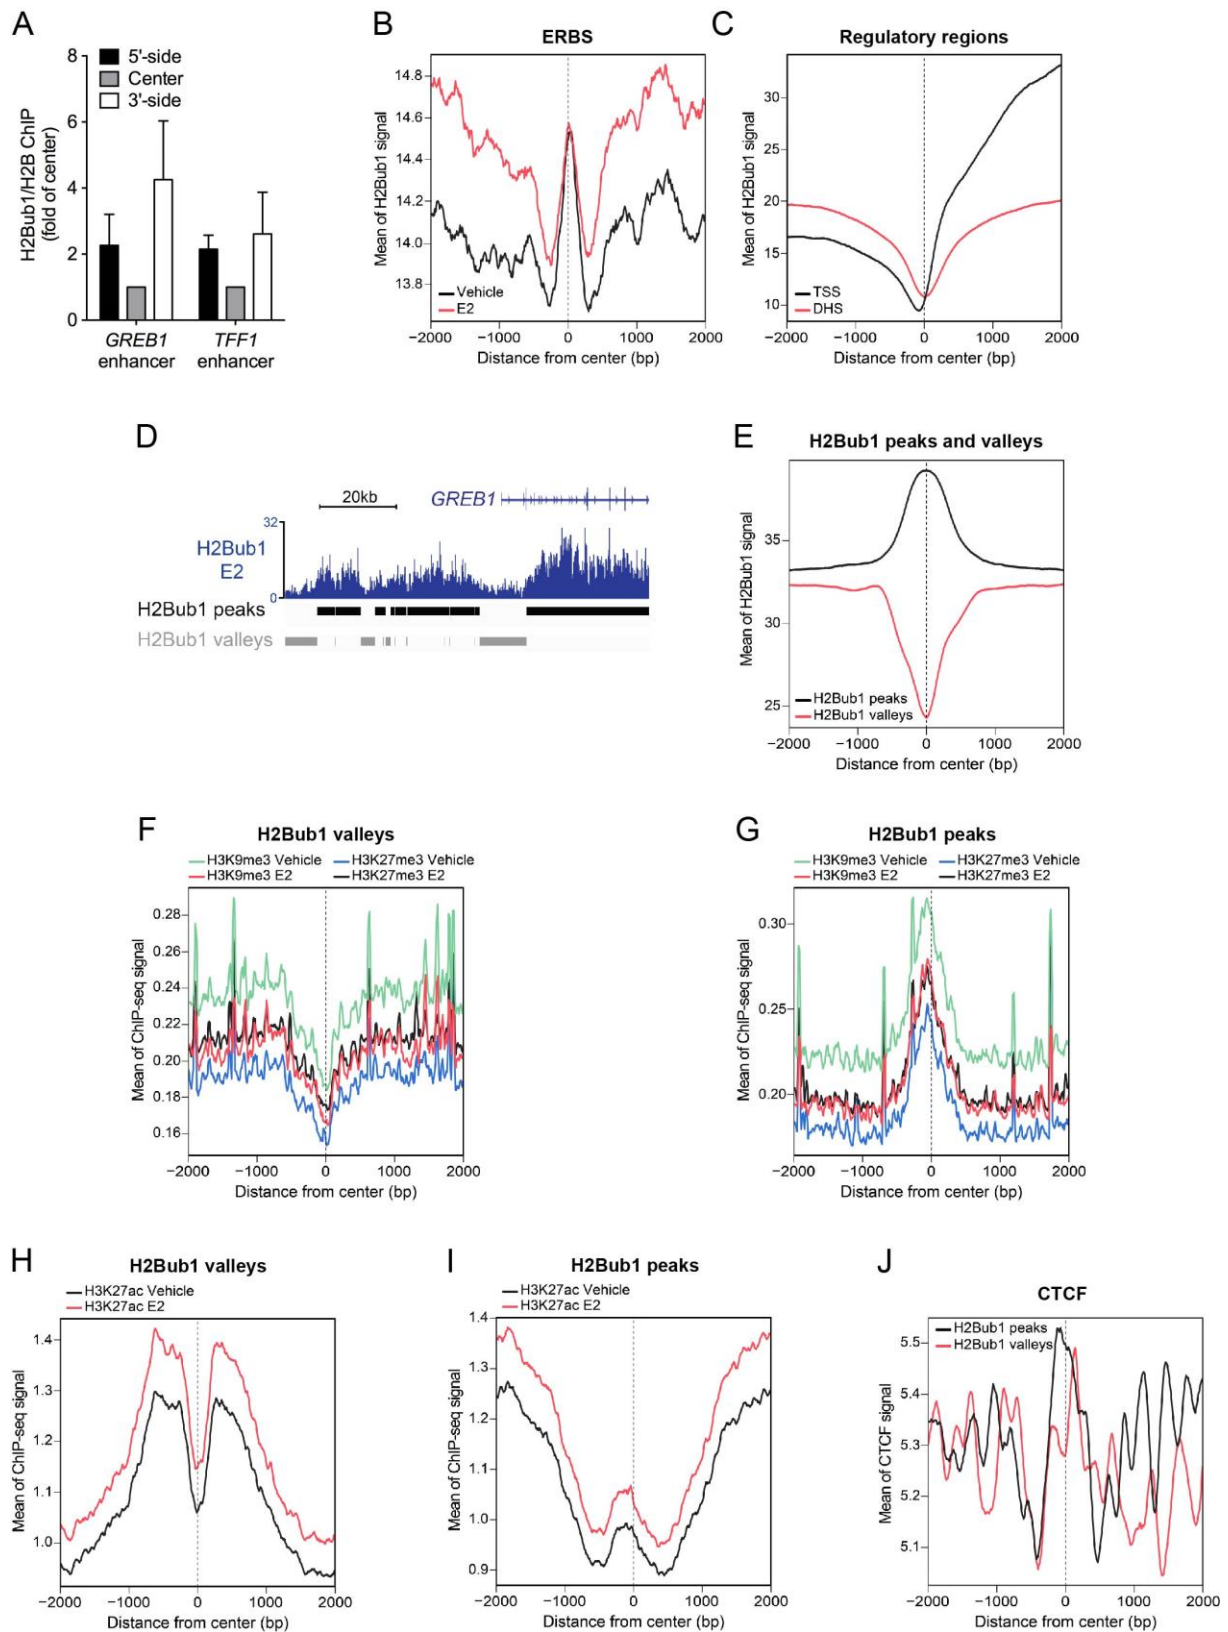 A
8
6
4
2
0
H2Bub1/H2B ChIP
(fold of center)
5'-side
Center
3'-side
GREB1
enhancer
TFF1
enhancer
B
ERBS
14.8
14.6
14.4
14.2
14.0
13.8
Mean of H2Bub1 signal
Vehicle
E2
−2000 −1000 0 1000 2000
Distance from center (bp)
C
Regulatory regions
30
25
20
15
10
Mean of H2Bub1 signal
TSS
DHS
−2000 −1000 0 1000 2000
Distance from center (bp)
D
20kb
GREB1
32
0
H2Bub1
E2
H2Bub1 peaks
H2Bub1 valleys
E
H2Bub1 peaks and valleys
35
30
25
Mean of H2Bub1 signal
H2Bub1 peaks
H2Bub1 valleys
−2000 −1000 0 1000 2000
Distance from center (bp)
F
H2Bub1 valleys
H3K9me3 Vehicle H3K27me3 Vehicle
H3K9me3 E2 H3K27me3 E2
0.28
0.26
0.24
0.22
0.20
0.18
0.16
Mean of ChIP-seq signal
−2000 −1000 0 1000 2000
Distance from center (bp)
G
H2Bub1 peaks
H3K9me3 Vehicle H3K27me3 Vehicle
H3K9me3 E2 H3K27me3 E2
0.30
0.25
0.20
Mean of ChIP-seq signal
−2000 −1000 0 1000 2000
Distance from center (bp)
H
H2Bub1 valleys
H3K27ac Vehicle
H3K27ac E2
1.4
1.3
1.2
1.1
1.0
Mean of ChIP-seq signal
−2000 −1000 0 1000 2000
Distance from center (bp)
I
H2Bub1 peaks
H3K27ac Vehicle
H3K27ac E2
1.4
1.3
1.2
1.1
1.0
0.9
Mean of ChIP-seq signal
−2000 −1000 0 1000 2000
Distance from center (bp)
J
CTCF
H2Bub1 peaks
H2Bub1 valleys
5.5
5.4
5.3
5.2
5.1
Mean of CTCF signal
−2000 −1000 0 1000 2000
Distance from center (bp)